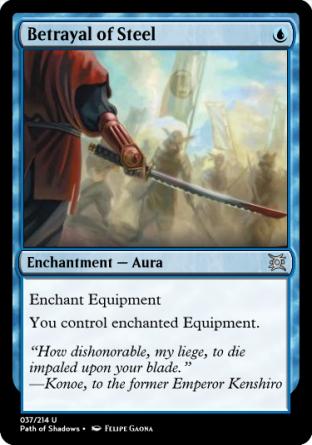 Betrayal of Steel
Enchantment — Aura
Enchant Equipment
You control enchanted Equipment.
“How dishonorable, my liege, to die
impaled upon your blade.”
—Konoe, to the former Emperor Kenshiro
037/214 U
Path of Shadows • Felipe Gaona